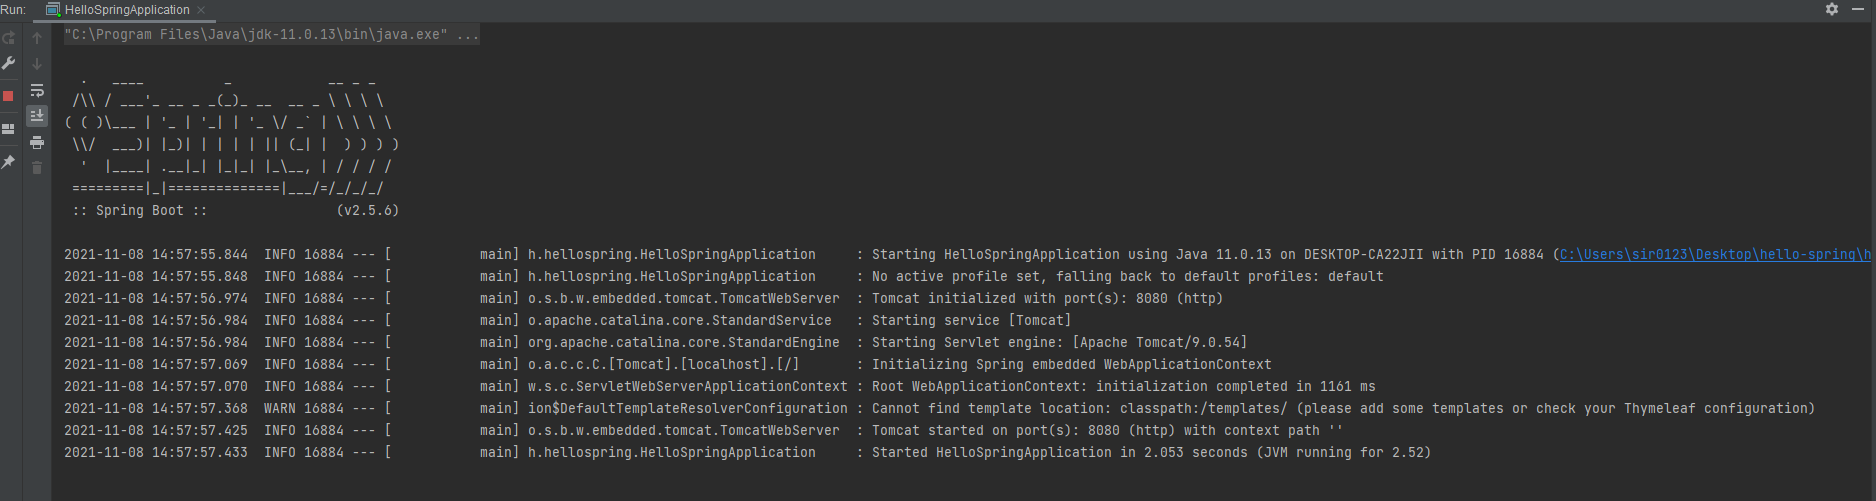 Run: HelloSpringApplication
"C:\Program Files\Java\jdk-11.0.13\bin\java.exe" ...
  .   ____          _            __ _ _
 /\\ / ___'_ __ _ _(_)_ __  __ _ \ \ \ \
( ( )\___ | '_ | '_| | '_ \/ _` | \ \ \ \
 \\/  ___)| |_)| | | | | || (_| |  ) ) ) )
  '  |____| .__|_| |_|_| |_\__, | / / / /
 =========|_|==============|___/=/_/_/_/
 :: Spring Boot ::                (v2.5.6)
2021-11-08 14:57:55.844  INFO 16884 --- [           main] h.hellospring.HelloSpringApplication     : Starting HelloSpringApplication using Java 11.0.13 on DESKTOP-CA22JII with PID 16884 (C:\Users\sir0123\Desktop\hello-spring\h
2021-11-08 14:57:55.848  INFO 16884 --- [           main] h.hellospring.HelloSpringApplication     : No active profile set, falling back to default profiles: default
2021-11-08 14:57:56.974  INFO 16884 --- [           main] o.s.b.w.embedded.tomcat.TomcatWebServer  : Tomcat initialized with port(s): 8080 (http)
2021-11-08 14:57:56.984  INFO 16884 --- [           main] o.apache.catalina.core.StandardService   : Starting service [Tomcat]
2021-11-08 14:57:56.984  INFO 16884 --- [           main] org.apache.catalina.core.StandardEngine  : Starting Servlet engine: [Apache Tomcat/9.0.54]
2021-11-08 14:57:57.069  INFO 16884 --- [           main] o.a.c.c.C.[Tomcat].[localhost].[/]       : Initializing Spring embedded WebApplicationContext
2021-11-08 14:57:57.070  INFO 16884 --- [           main] w.s.c.ServletWebServerApplicationContext : Root WebApplicationContext: initialization completed in 1161 ms
2021-11-08 14:57:57.368  WARN 16884 --- [           main] ion$DefaultTemplateResolverConfiguration : Cannot find template location: classpath:/templates/ (please add some templates or check your Thymeleaf configuration)
2021-11-08 14:57:57.425  INFO 16884 --- [           main] o.s.b.w.embedded.tomcat.TomcatWebServer  : Tomcat started on port(s): 8080 (http) with context path ''
2021-11-08 14:57:57.433  INFO 16884 --- [           main] h.hellospring.HelloSpringApplication     : Started HelloSpringApplication in 2.053 seconds (JVM running for 2.52)